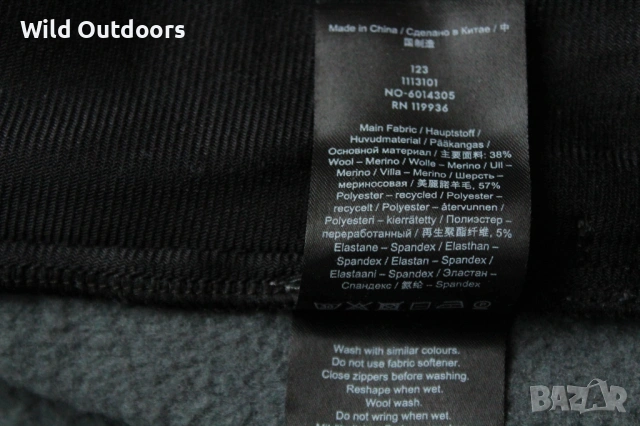 Wild Outdoors
Made in China / Сделано в Китае / 中
国制造
123
1113101
NO-6014305
RN 119936
Main Fabric / Hauptstoff /
Huvudmaterial / Pääkangas /
Основной материал / 主要面料: 38%
Wool – Merino / Wolle – Merino / Ull –
Merino / Villa – Merino / Шерсть –
мериносовая / 美麗諾羊毛, 57%
Polyester – recycled / Polyester –
recycelt / Polyester – återvunnen /
Polyesteri – kierrätetty / Полиэстер –
переработанный / 再生聚酯纤维, 5%
Elastane – Spandex / Elasthan –
Spandex / Elastan – Spandex /
Elastaani – Spandex / Эластан –
Спандекс / 氨纶 – Spandex
Wash with similar colours.
Do not use fabric softener.
Close zippers before washing.
Reshape when wet.
Wool wash.
Do not wring when wet.
BAZAR